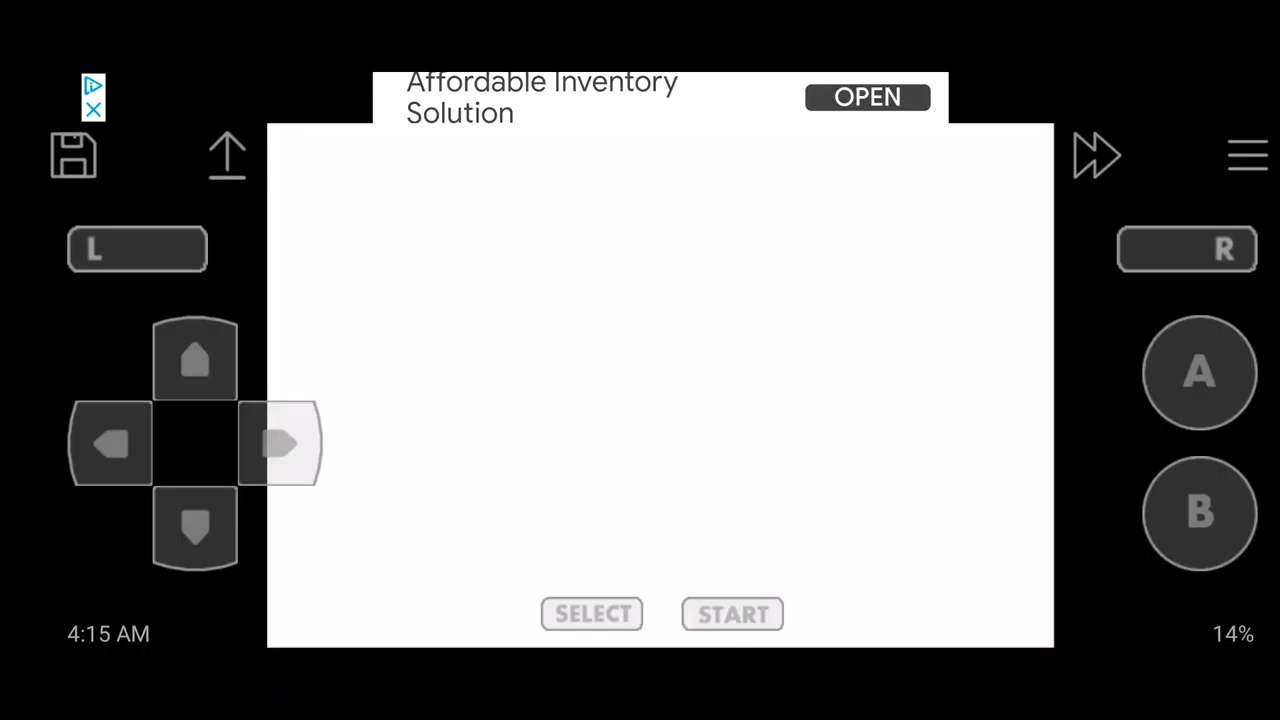 Affordable Inventory
Solution
OPEN
L
R
A
B
SELECT
START
4:15 AM
14%